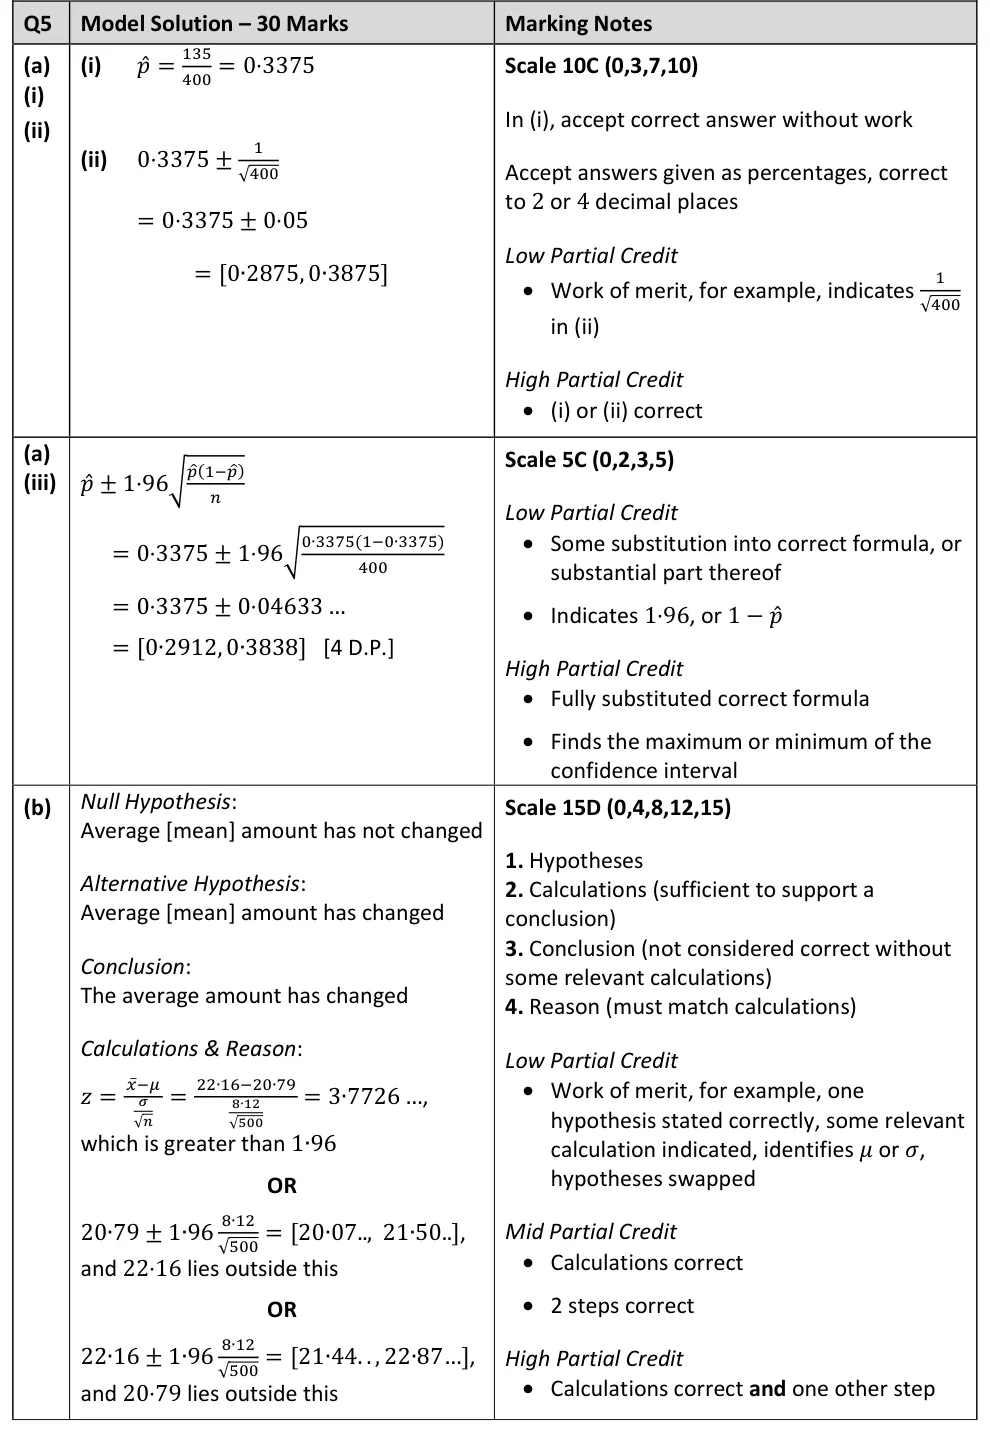 Q5 Model Solution – 30 Marks Marking Notes
(a)
(i)
(ii)
(i) p̂ = 135/400 = 0·3375
(ii) 0·3375 ± 1/√400
= 0·3375 ± 0·05
= [0·2875, 0·3875]
Scale 10C (0,3,7,10)
In (i), accept correct answer without work
Accept answers given as percentages, correct
to 2 or 4 decimal places
Low Partial Credit
• Work of merit, for example, indicates 1/√400
in (ii)
High Partial Credit
• (i) or (ii) correct
(a)
(iii)
p̂ ± 1·96√(p̂(1−p̂)/n)
= 0·3375 ± 1·96√(0·3375(1−0·3375)/400)
= 0·3375 ± 0·04633 …
= [0·2912, 0·3838] [4 D.P.]
Scale 5C (0,2,3,5)
Low Partial Credit
• Some substitution into correct formula, or
substantial part thereof
• Indicates 1·96, or 1 − p̂
High Partial Credit
• Fully substituted correct formula
• Finds the maximum or minimum of the
confidence interval
(b)
Null Hypothesis:
Average [mean] amount has not changed
Alternative Hypothesis:
Average [mean] amount has changed
Conclusion:
The average amount has changed
Calculations & Reason:
z = (x̄−μ)/(σ/√n) = (22·16−20·79)/(8·12/√500) = 3·7726 …,
which is greater than 1·96
OR
20·79 ± 1·96 8·12/√500 = [20·07.., 21·50..],
and 22·16 lies outside this
OR
22·16 ± 1·96 8·12/√500 = [21·44. . , 22·87…],
and 20·79 lies outside this
Scale 15D (0,4,8,12,15)
1. Hypotheses
2. Calculations (sufficient to support a
conclusion)
3. Conclusion (not considered correct without
some relevant calculations)
4. Reason (must match calculations)
Low Partial Credit
• Work of merit, for example, one
hypothesis stated correctly, some relevant
calculation indicated, identifies μ or σ,
hypotheses swapped
Mid Partial Credit
• Calculations correct
• 2 steps correct
High Partial Credit
• Calculations correct and one other step